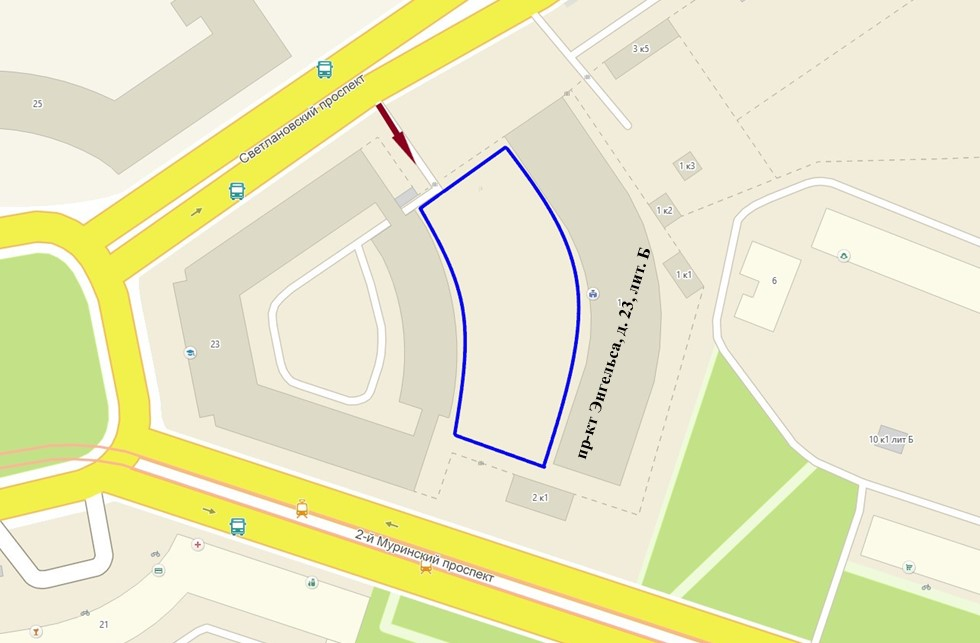 3 к5
25
Светлановский проспект
1 к3
1 к2
1 к1
6
пр-кт Энгельса, д. 23, лит. Б
23
10 к1 лит Б
2 к1
2-й Муринский проспект
21